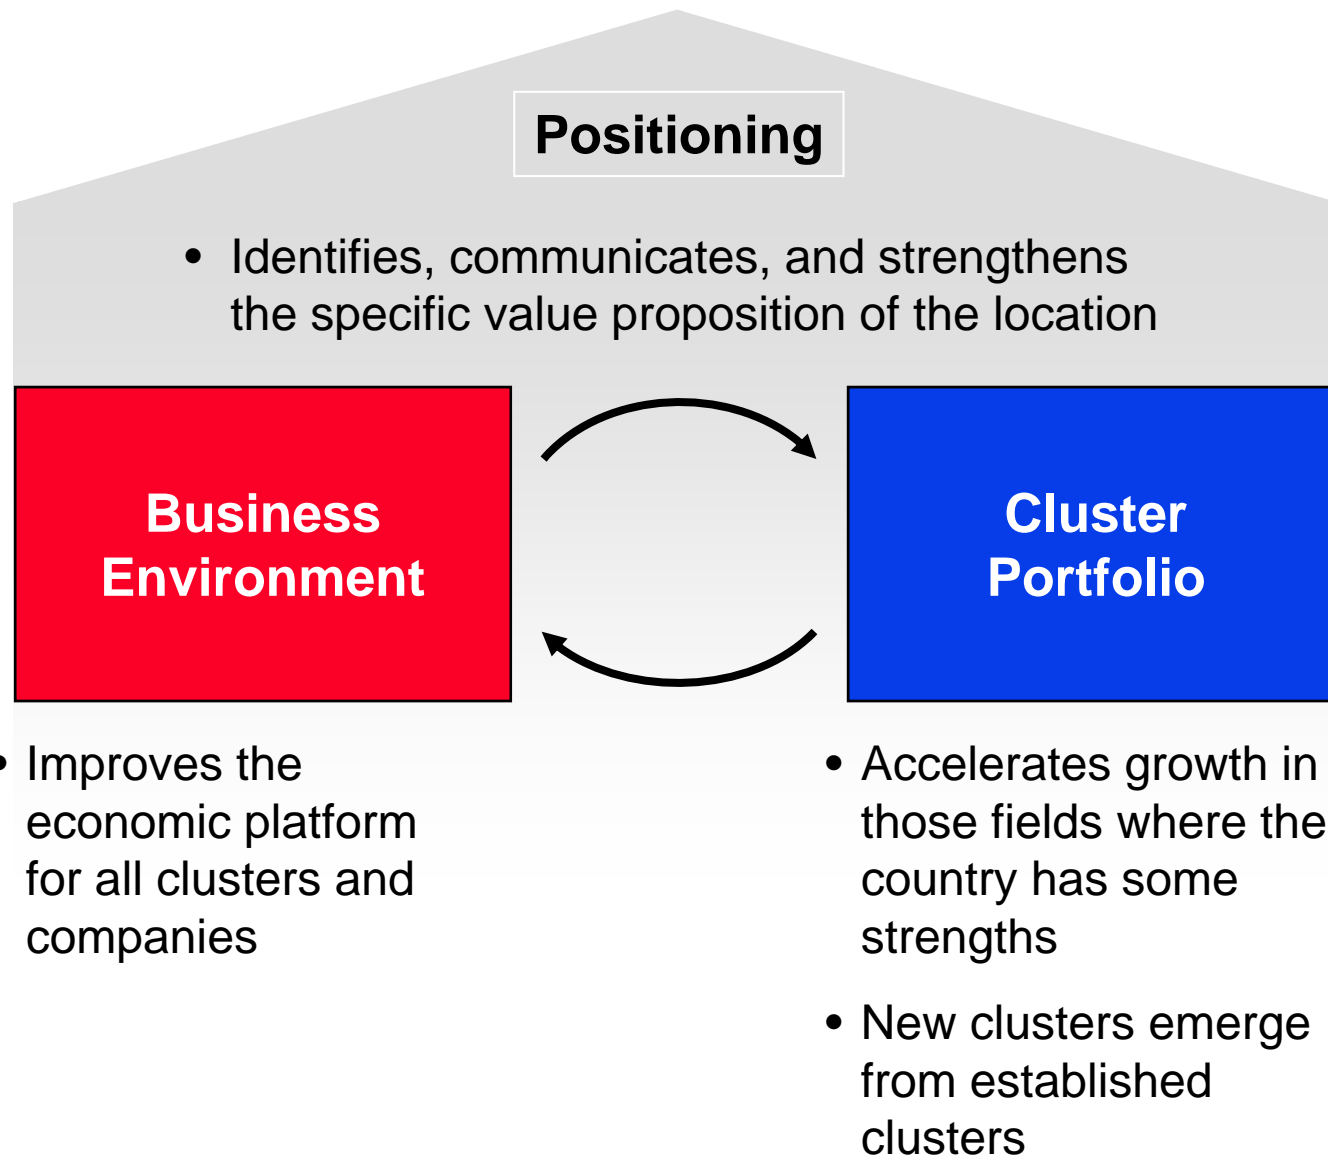 Positioning
• Identifies, communicates, and strengthens
the specific value proposition of the location
Business
Environment
Cluster
Portfolio
• Improves the
economic platform
for all clusters and
companies
• Accelerates growth in
those fields where the
country has some
strengths
• New clusters emerge
from established
clusters